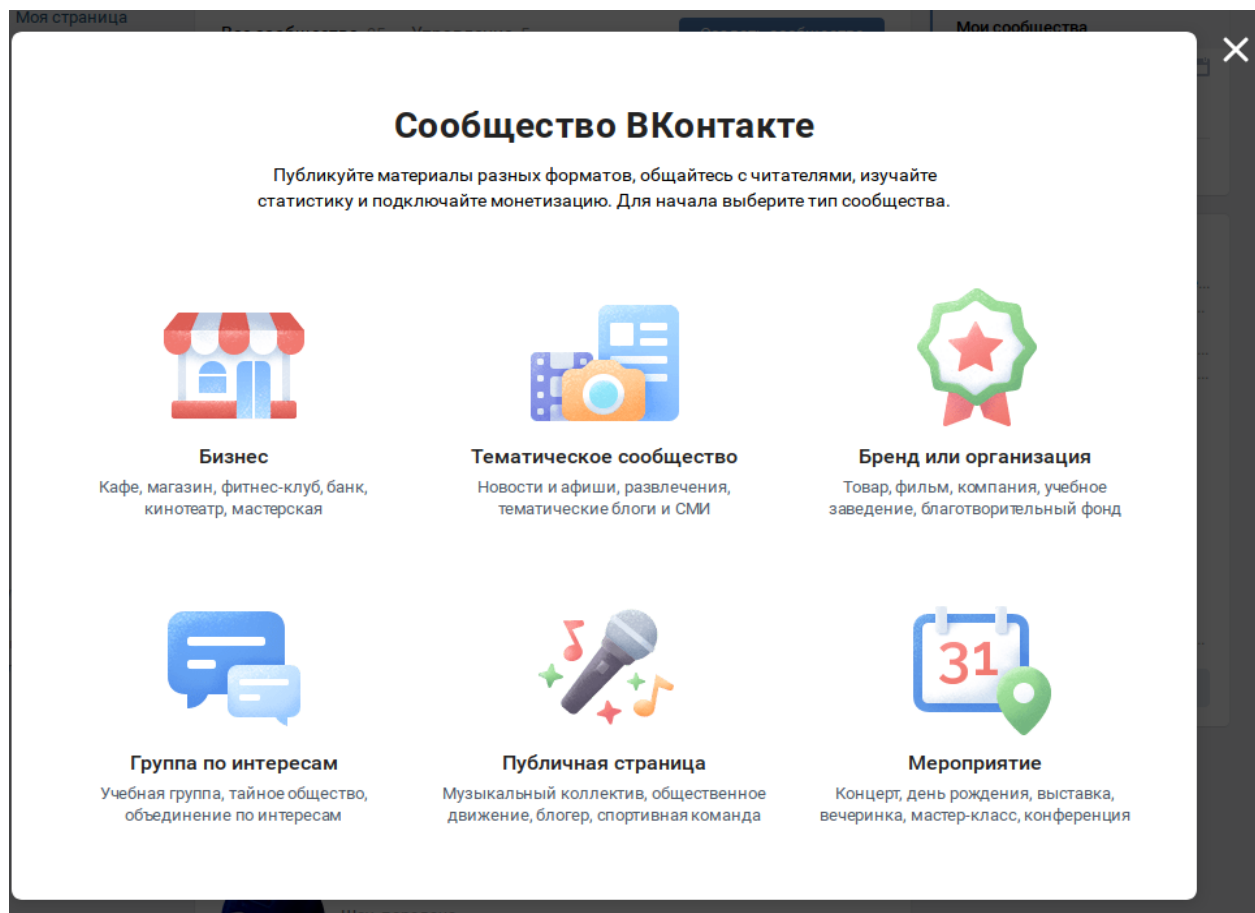 Моя страница
Мои сообщества
Сообщество ВКонтакте
Публикуйте материалы разных форматов, общайтесь с читателями, изучайте
статистику и подключайте монетизацию. Для начала выберите тип сообщества.
31
Бизнес
Кафе, магазин, фитнес-клуб, банк,
кинотеатр, мастерская
Тематическое сообщество
Новости и афиши, развлечения,
тематические блоги и СМИ
Бренд или организация
Товар, фильм, компания, учебное
заведение, благотворительный фонд
Группа по интересам
Учебная группа, тайное общество,
объединение по интересам
Публичная страница
Музыкальный коллектив, общественное
движение, блогер, спортивная команда
Мероприятие
Концерт, день рождения, выставка,
вечеринка, мастер-класс, конференция